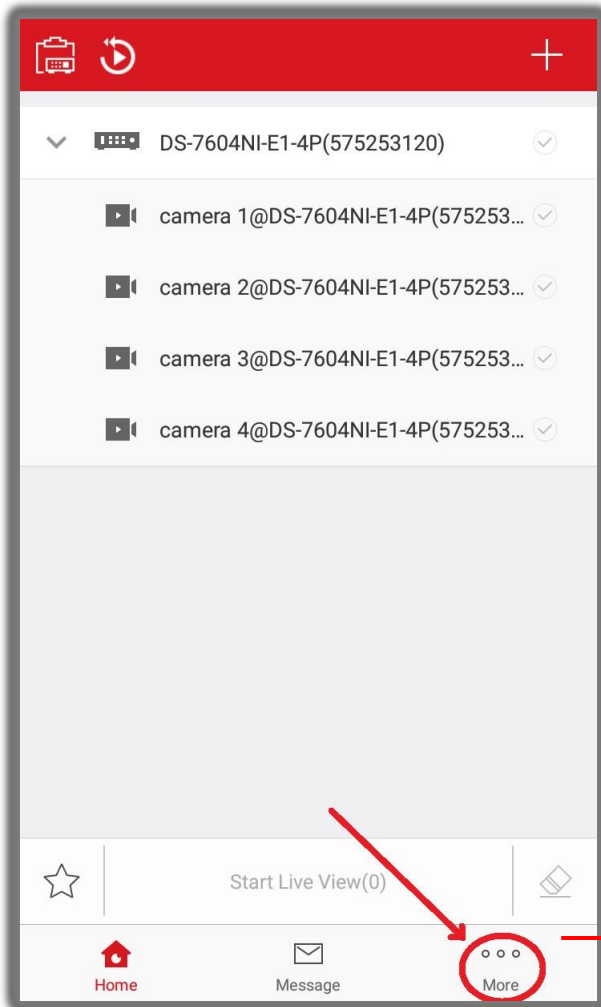 DS-7604NI-E1-4P(575253120)
camera 1@DS-7604NI-E1-4P(575253...
camera 2@DS-7604NI-E1-4P(575253...
camera 3@DS-7604NI-E1-4P(575253...
camera 4@DS-7604NI-E1-4P(575253...
Start Live View(0)
Home Message More